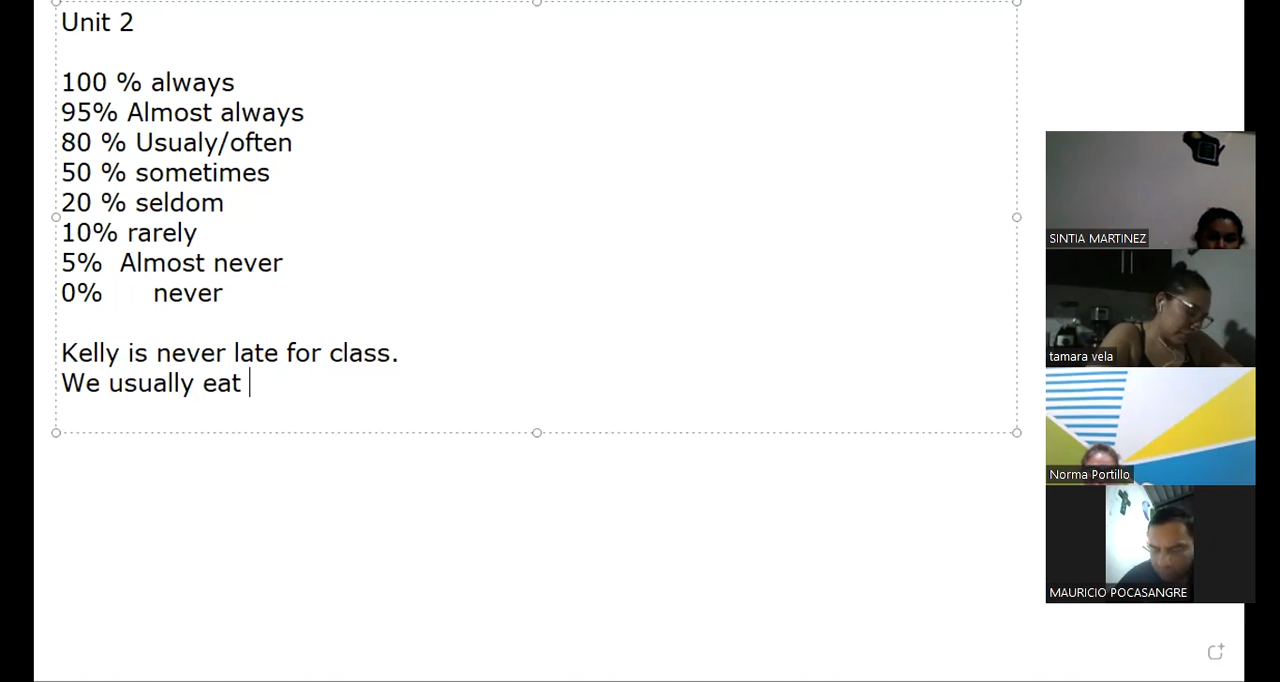 Unit 2
100 % always
95% Almost always
80 % Usualy/often
50 % sometimes
20 % seldom
10% rarely
5% Almost never
0% never
Kelly is never late for class.
We usually eat
SINTIA MARTINEZ
tamara vela
Norma Portillo
MAURICIO POCASANGRE